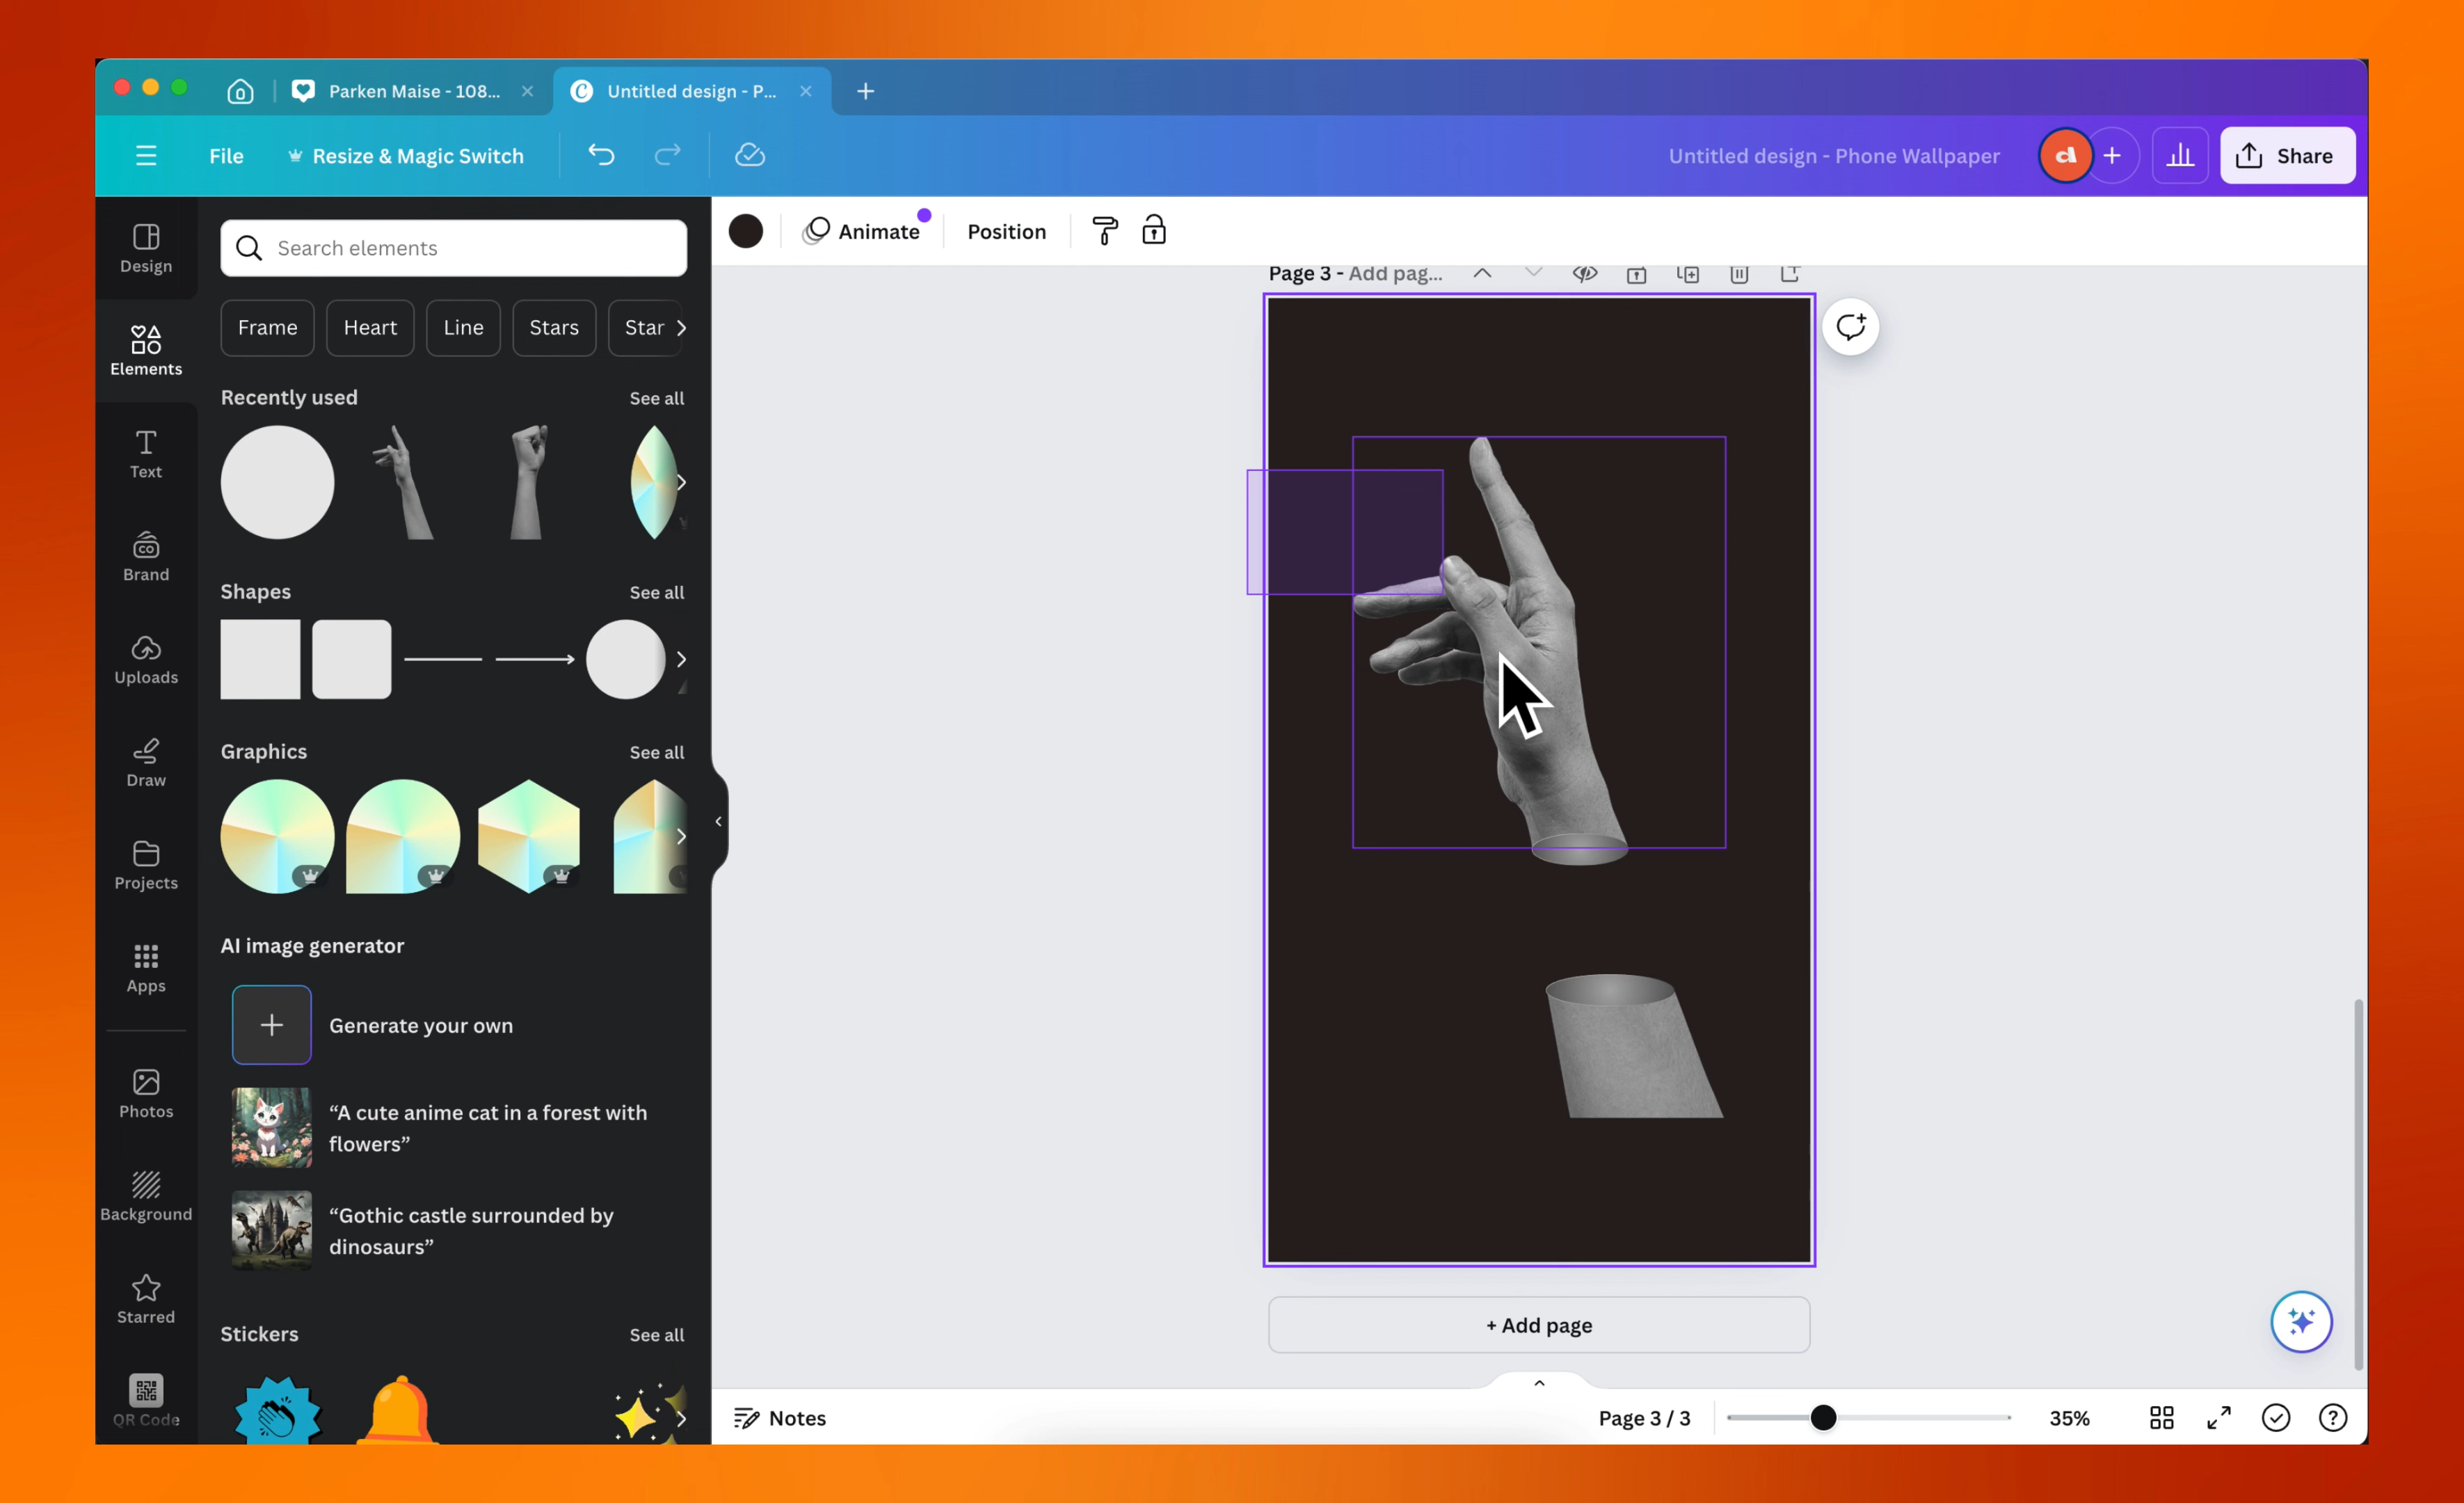 Parken Maise - 108...
Untitled design - P...
File
Resize & Magic Switch
Untitled design - Phone Wallpaper
d
Share
Design
Elements
Text
Brand
Uploads
Draw
Projects
Apps
Photos
Background
Starred
QR Code
Search elements
Frame
Heart
Line
Stars
Star
Recently used
See all
Shapes
See all
Graphics
See all
AI image generator
Generate your own
“A cute anime cat in a forest with
flowers”
“Gothic castle surrounded by
dinosaurs”
Stickers
See all
Animate
Position
Page 3 - Add pag...
+ Add page
Notes
Page 3 / 3
35%